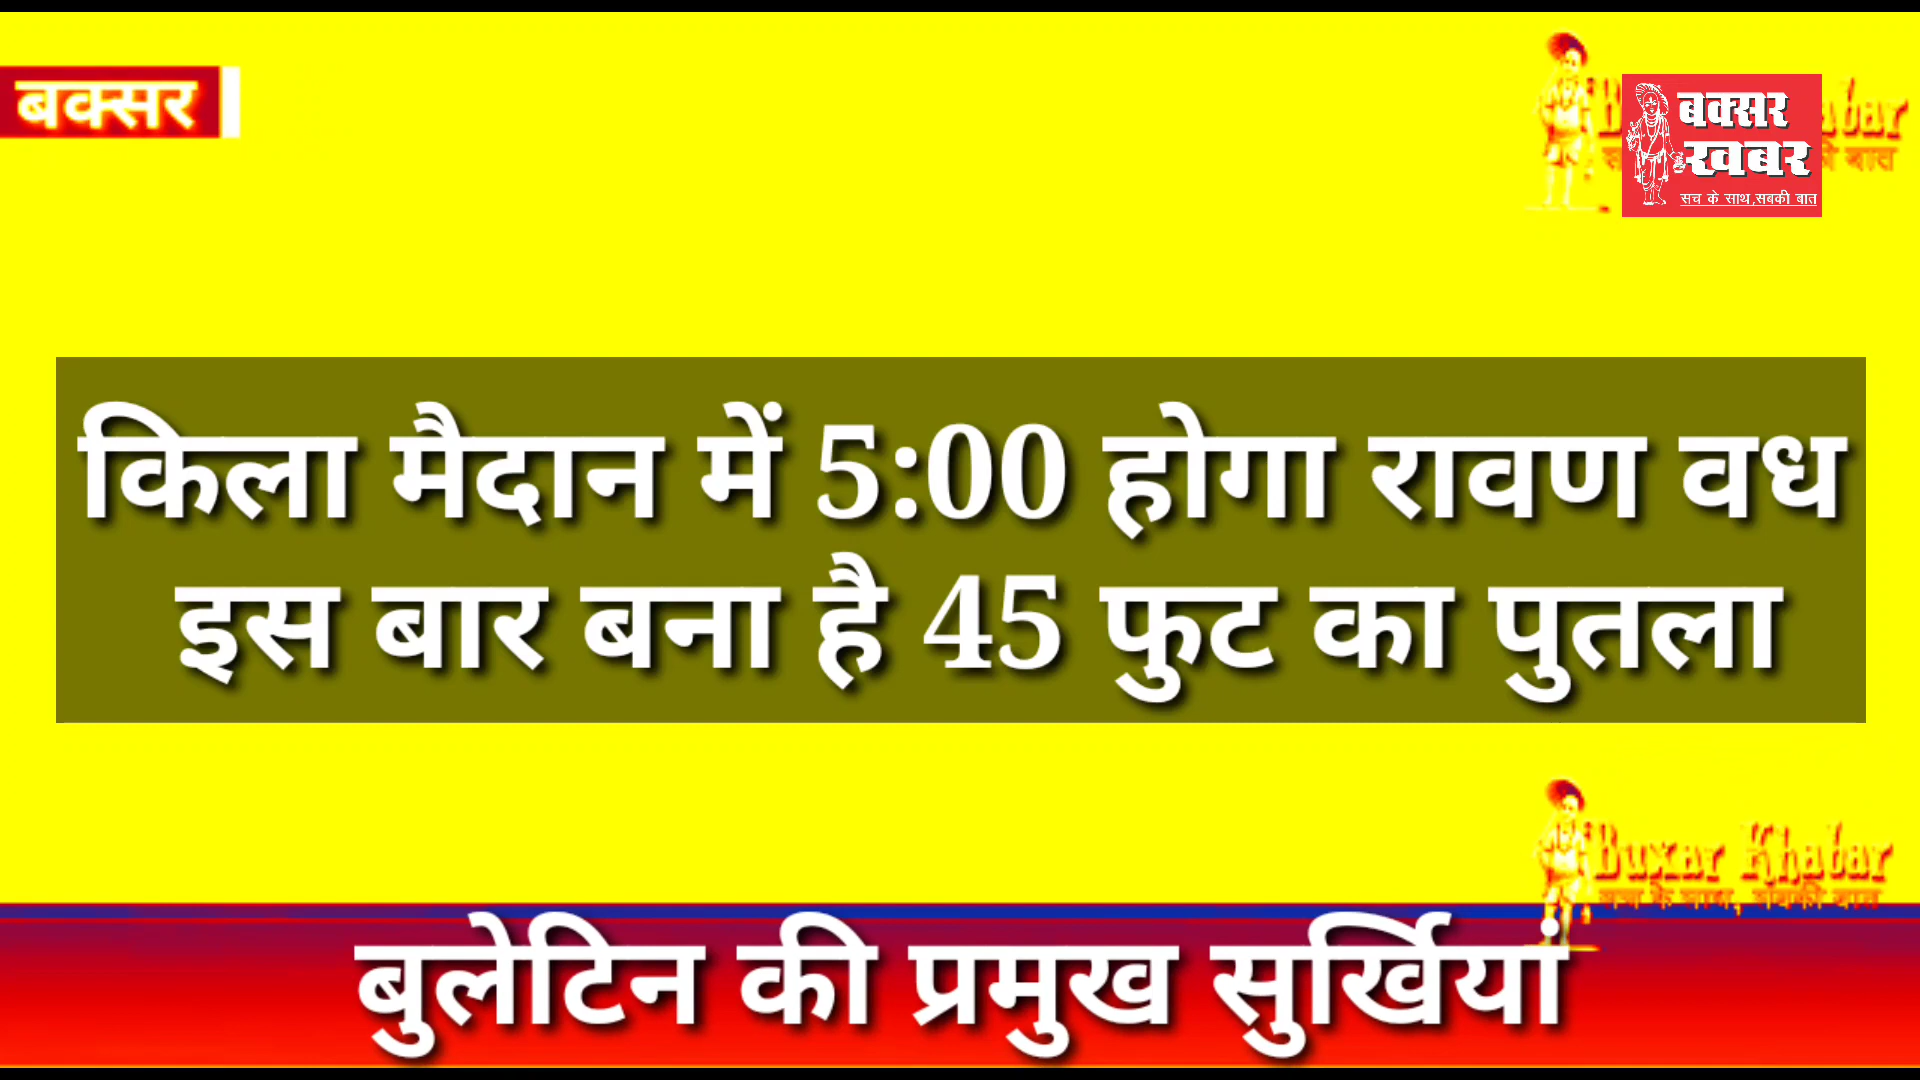 बक्सर
बक्सर
खबर
सच के साथ,सबकी बात
किला मैदान में 5:00 होगा रावण वध
इस बार बना है 45 फुट का पुतला
Buxar Khabar
बुलेटिन की प्रमुख सुर्खियां